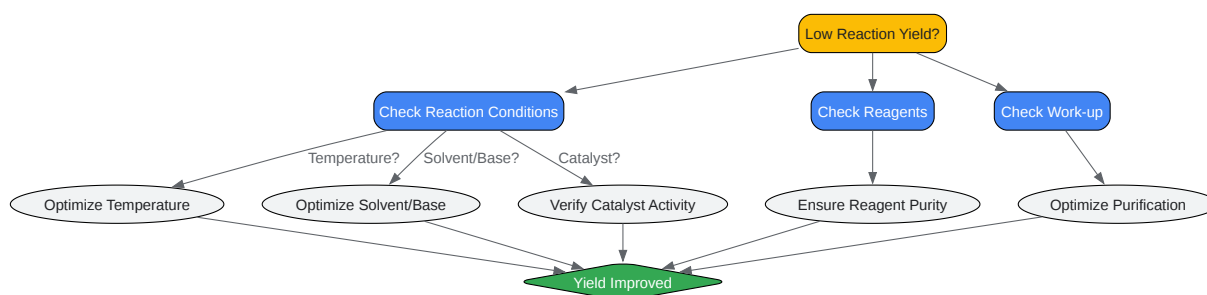 Low Reaction Yield?
Check Reaction Conditions
Check Reagents
Check Work-up
Temperature?
Solvent/Base?
Catalyst?
Optimize Temperature
Optimize Solvent/Base
Verify Catalyst Activity
Ensure Reagent Purity
Optimize Purification
Yield Improved